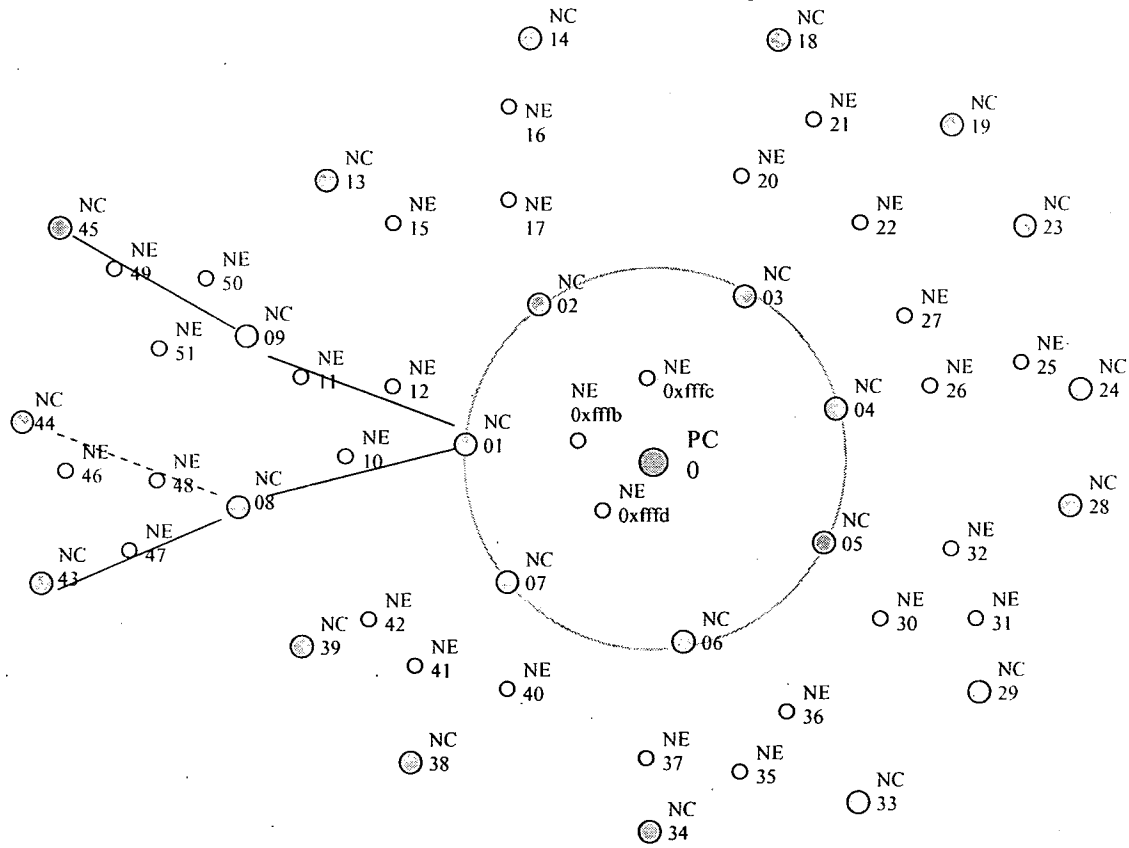 NC
14
NC
18
NE
16
NE
21
NC
19
NC
13
NE
20
NE
15
NE
17
NE
22
NC
23
NC
45
NE
49
NE
50
NC
02
NC
03
NC
09
NE
51
NE
27
NE
11
NE
12
NE
0xfffc
NE
0xfffb
NC
04
NE
26
NE
25
NC
24
NC
44
NE
46
NE
48
NE
10
NC
01
PC
0
NC
08
NE
0xfffd
NC
28
NC
05
NE
32
NE
47
NC
43
NC
07
NC
39
NE
42
NE
41
NC
06
NE
30
NE
31
NE
40
NC
29
NE
36
NC
38
NE
37
NE
35
NC
33
NC
34